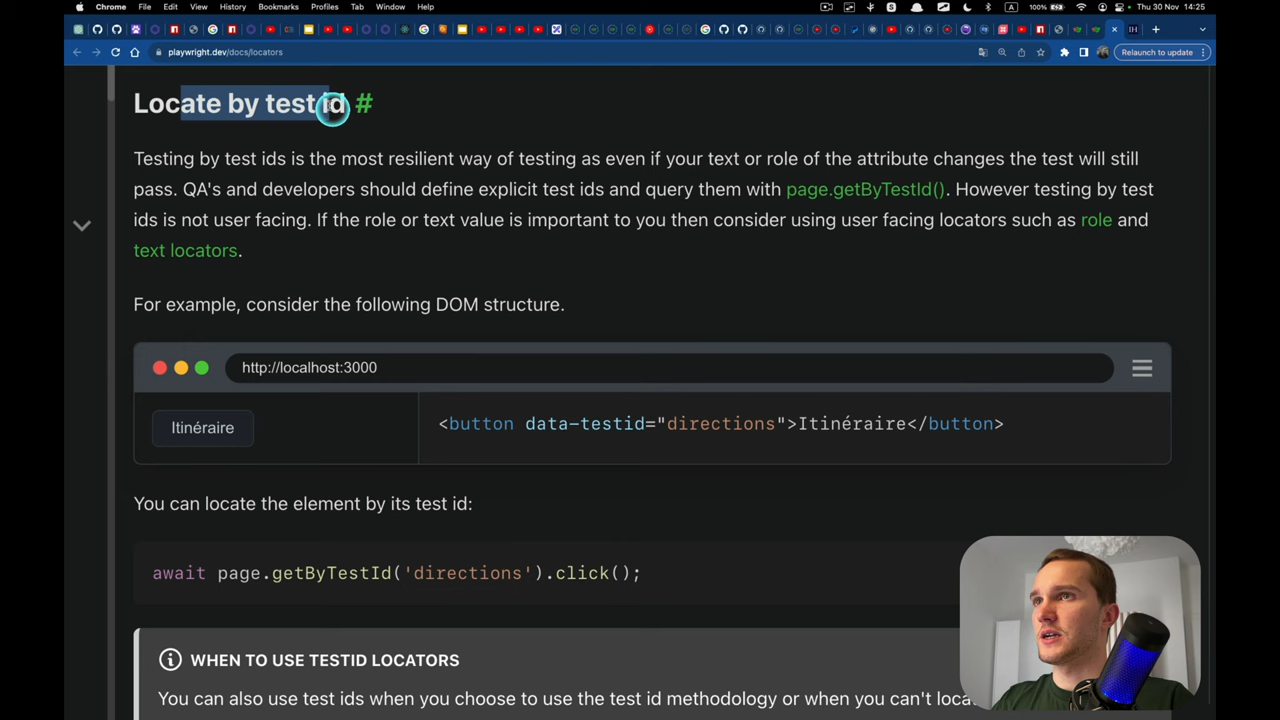 Chrome File Edit View History Bookmarks Profiles Tab Window Help
100% Thu 30 Nov 14:25
playwright.dev/docs/locators
Relaunch to update
Locate by test id #
Testing by test ids is the most resilient way of testing as even if your text or role of the attribute changes the test will still
pass. QA's and developers should define explicit test ids and query them with page.getByTestId(). However testing by test
ids is not user facing. If the role or text value is important to you then consider using user facing locators such as role and
text locators.
For example, consider the following DOM structure.
http://localhost:3000
Itinéraire
<button data-testid="directions">Itinéraire</button>
You can locate the element by its test id:
await page.getByTestId('directions').click();
WHEN TO USE TESTID LOCATORS
You can also use test ids when you choose to use the test id methodology or when you can't loca